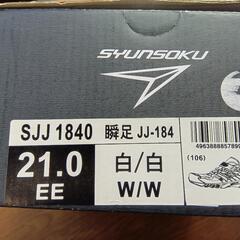 SYUNSOKU
SJJ 1840 瞬足 JJ-184
21.0
EE
白/白
W/W
(106)